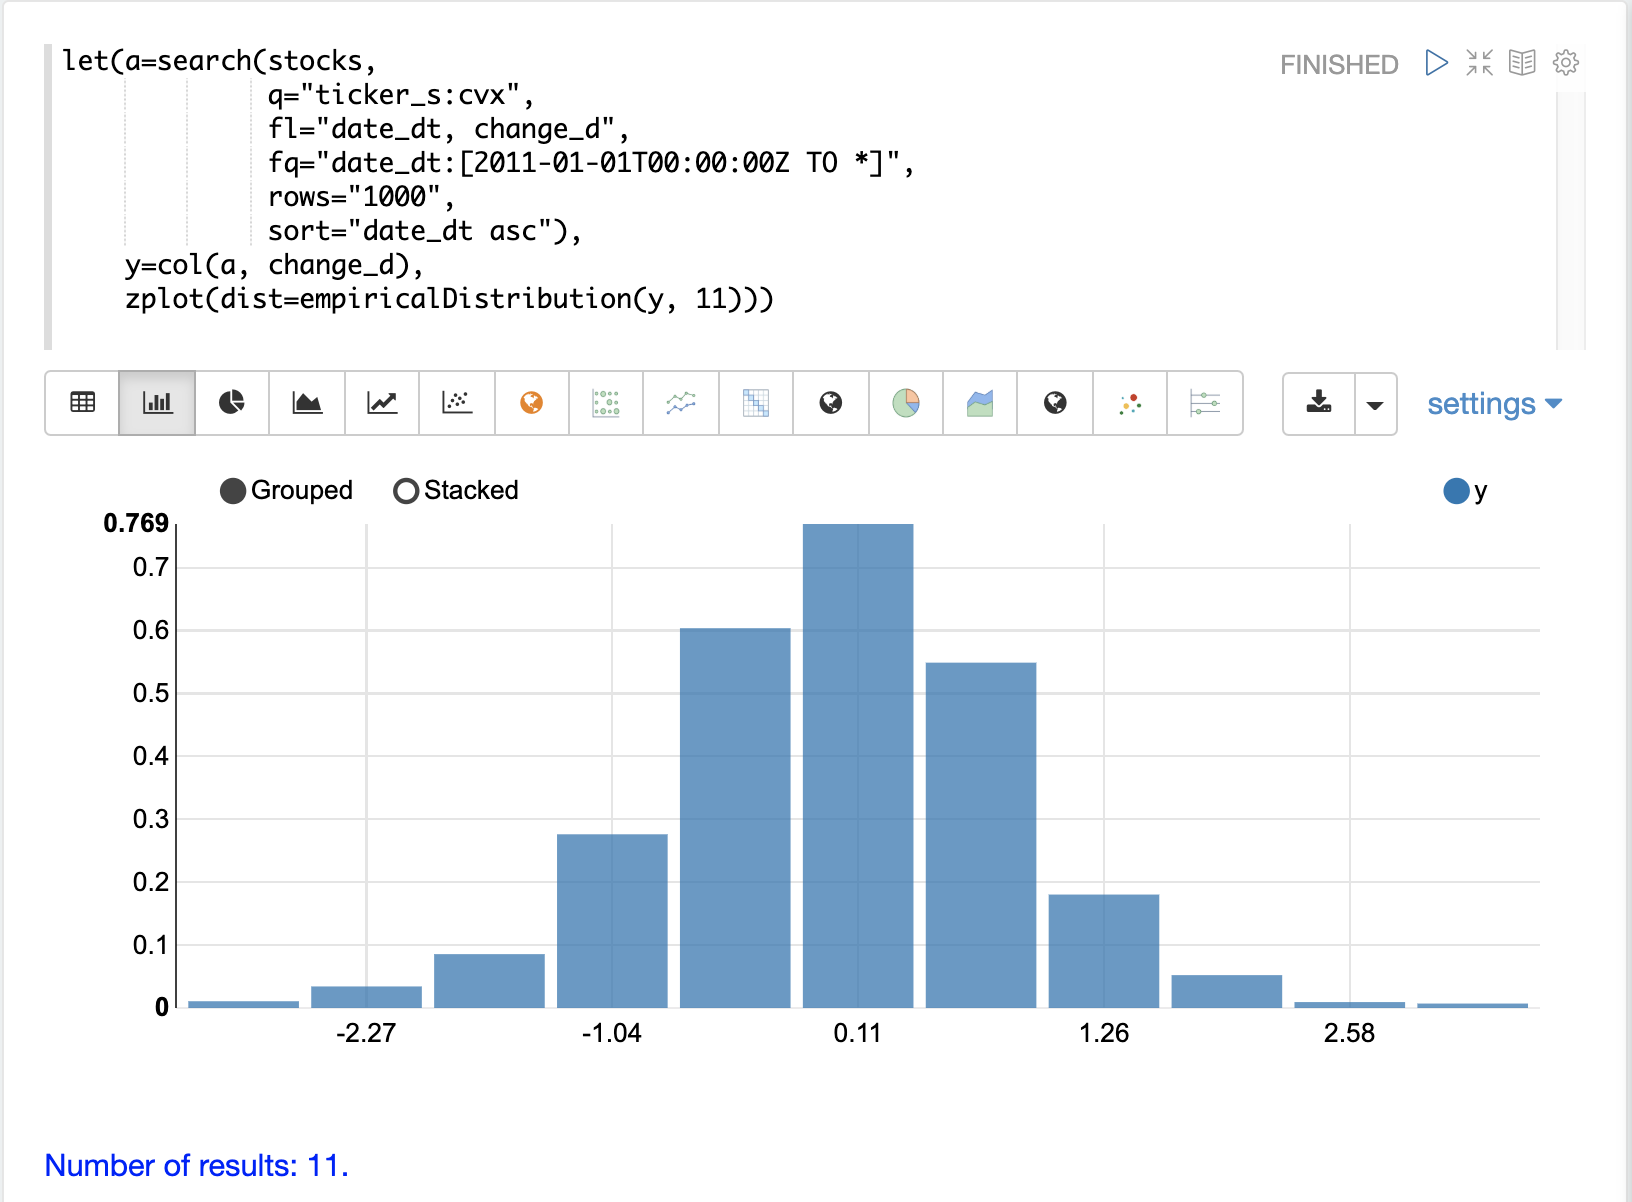 let(a=search(stocks,
q="ticker_s:cvx",
fl="date_dt, change_d",
fq="date_dt:[2011-01-01T00:00:00Z TO *]",
rows="1000",
sort="date_dt asc"),
y=col(a, change_d),
zplot(dist=empiricalDistribution(y, 11)))
FINISHED
settings
Grouped Stacked
y
0.769
0.7
0.6
0.5
0.4
0.3
0.2
0.1
0
-2.27 -1.04 0.11 1.26 2.58
Number of results: 11.